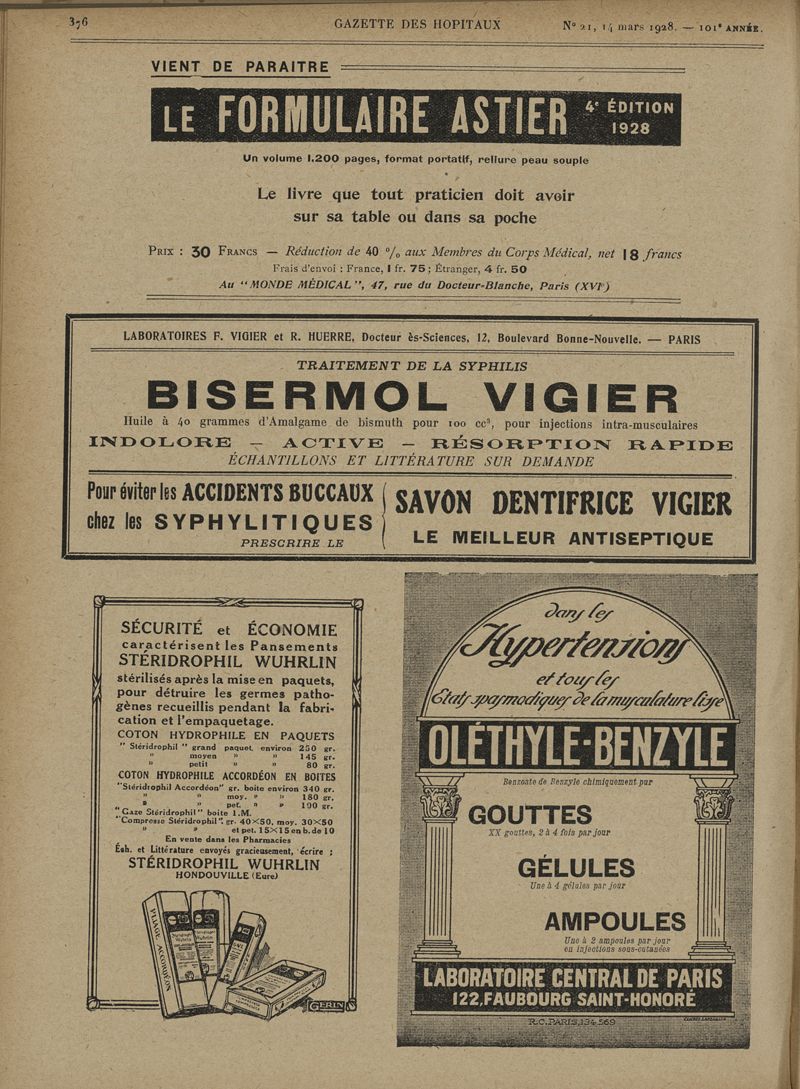 376
GAZETTE DES HOPITAUX
N° 21, 14 mars 1928. — 101e ANNÉE.
VIENT DE PARAITRE
LE FORMULAIRE ASTIER 4e ÉDITION
1928
Un volume 1.200 pages, format portatif, reliure peau souple
Le livre que tout praticien doit avoir
sur sa table ou dans sa poche
PRIX : 30 FRANCS — Réduction de 40 % aux Membres du Corps Médical, net 18 francs
Frais d'envoi : France, 1 fr. 75 ; Étranger, 4 fr. 50
Au "MONDE MÉDICAL", 47, rue du Docteur-Blanche, Paris (XVIe)
LABORATOIRES F. VIGIER et R. HUERRE, Docteur ès-Sciences, 12, Boulevard Bonne-Nouvelle. — PARIS
TRAITEMENT DE LA SYPHILIS
BISERMOL VIGIER
Huile à 40 grammes d'Amalgame de bismuth pour 100 cc3, pour injections intra-musculaires
INDOLORE — ACTIVE — RÉSORPTION RAPIDE
ÉCHANTILLONS ET LITTÉRATURE SUR DEMANDE
Pour éviter les ACCIDENTS BUCCAUX
chez les SYPHYLITIQUES
PRESCRIRE LE
SAVON DENTIFRICE VIGIER
LE MEILLEUR ANTISEPTIQUE
SÉCURITÉ et ÉCONOMIE
caractérisent les Pansements
STÉRIDROPHIL WUHRLIN
stérilisés après la mise en paquets,
pour détruire les germes patho-
gènes recueillis pendant la fabri-
cation et l'empaquetage.
COTON HYDROPHILE EN PAQUETS
"Stéridrophil" grand paquet, environ 250 gr.
" moyen " " 145 gr.
" petit " " 80 gr.
COTON HYDROPHILE ACCORDÉON EN BOITES
"Stéridrophil Accordéon" gr. boite environ 340 gr.
" " moy. " " 180 gr.
" " pet. " " 190 gr.
"Gaze Stéridrophil" boite 1.M.
"Compresse Stéridrophil". gr. 40×50, moy. 30×50
" " et pet. 15×15 en b. de 10
En vente dans les Pharmacies
Éch. et Littérature envoyés gracieusement, écrire :
STÉRIDROPHIL WUHRLIN
HONDOUVILLE (Eure)
PLIAGE ACCORDÉON
GERIN
dans les
Hypertensions
et tous les
États spasmodiques de la musculature lisse
OLÉTHYLE-BENZYLE
Benzoate de Benzyle chimiquement pur
GOUTTES
XX gouttes, 2 à 4 fois par jour
GÉLULES
Une à 4 gélules par jour
AMPOULES
Une à 2 ampoules par jour
en injections sous-cutanées
LABORATOIRE CENTRAL DE PARIS
122, FAUBOURG SAINT-HONORÉ
R.C. PARIS, 194.569